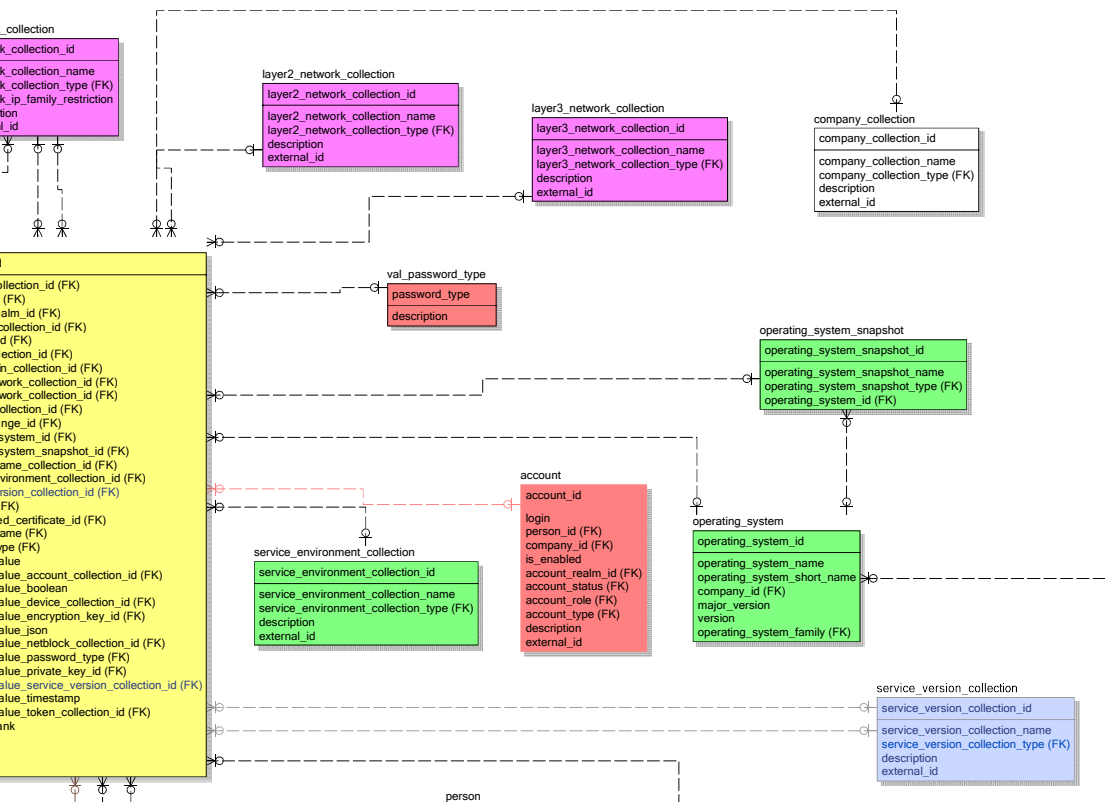 _collection
k_collection_id
k_collection_name
k_collection_type (FK)
k_ip_family_restriction
tion
l_id
layer2_network_collection
layer2_network_collection_id
layer2_network_collection_name
layer2_network_collection_type (FK)
description
external_id
layer3_network_collection
layer3_network_collection_id
layer3_network_collection_name
layer3_network_collection_type (FK)
description
external_id
company_collection
company_collection_id
company_collection_name
company_collection_type (FK)
description
external_id
ollection_id (FK)
(FK)
ealm_id (FK)
collection_id (FK)
d (FK)
ection_id (FK)
in_collection_id (FK)
work_collection_id (FK)
work_collection_id (FK)
ollection_id (FK)
nge_id (FK)
system_id (FK)
system_snapshot_id (FK)
ame_collection_id (FK)
vironment_collection_id (FK)
rsion_collection_id (FK)
FK)
ed_certificate_id (FK)
ame (FK)
ype (FK)
alue
alue_account_collection_id (FK)
alue_boolean
alue_device_collection_id (FK)
alue_encryption_key_id (FK)
alue_json
alue_netblock_collection_id (FK)
alue_password_type (FK)
alue_private_key_id (FK)
alue_service_version_collection_id (FK)
alue_timestamp
alue_token_collection_id (FK)
ank
val_password_type
password_type
description
operating_system_snapshot
operating_system_snapshot_id
operating_system_snapshot_name
operating_system_snapshot_type (FK)
operating_system_id (FK)
account
account_id
login
person_id (FK)
company_id (FK)
is_enabled
account_realm_id (FK)
account_status (FK)
account_role (FK)
account_type (FK)
description
external_id
service_environment_collection
service_environment_collection_id
service_environment_collection_name
service_environment_collection_type (FK)
description
external_id
operating_system
operating_system_id
operating_system_name
operating_system_short_name
company_id (FK)
major_version
version
operating_system_family (FK)
service_version_collection
service_version_collection_id
service_version_collection_name
service_version_collection_type (FK)
description
external_id
person